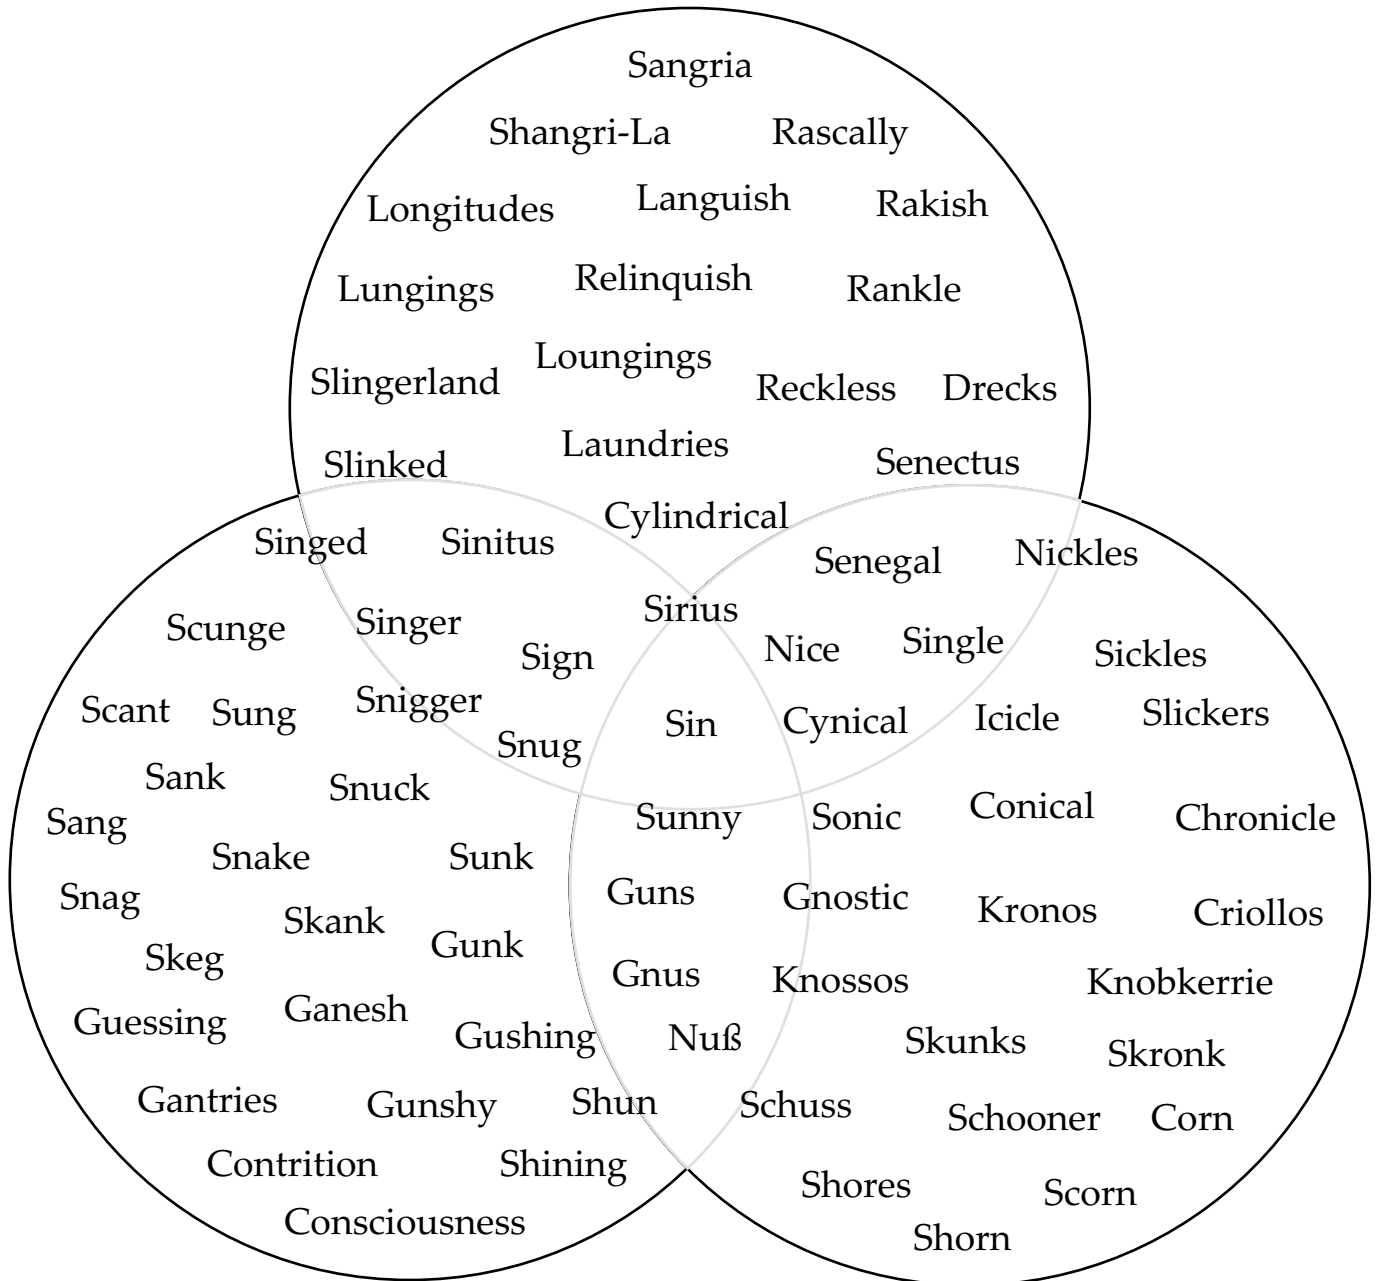 Sangria
Shangri-La Rascally
Longitudes Languish Rakish
Lungings Relinquish Rankle
Slingerland Loungings Reckless Drecks
Slinked Laundries Senectus
Cylindrical
Singed Sinitus Senegal Nickles
Scunge Singer Sirius
Sign Nice Single Sickles
Scant Sung Snigger Sin Cynical Icicle Slickers
Snug
Sank Snuck
Sang Sunny Sonic Conical Chronicle
Snake Sunk
Snag Guns Gnostic Kronos Criollos
Skank Gunk
Skeg Gnus Knossos Knobkerrie
Guessing Ganesh Gushing Nuß Skunks Skronk
Gantries Gunshy Shun Schuss Schooner Corn
Contrition Shining Shores Scorn
Consciousness Shorn